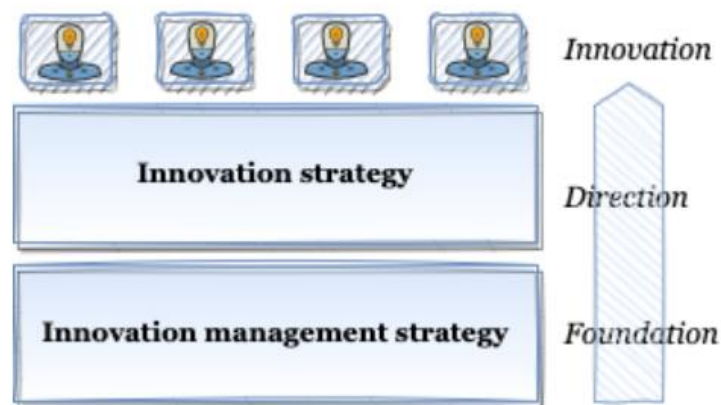 Innovation
Innovation strategy
Direction
Innovation management strategy
Foundation